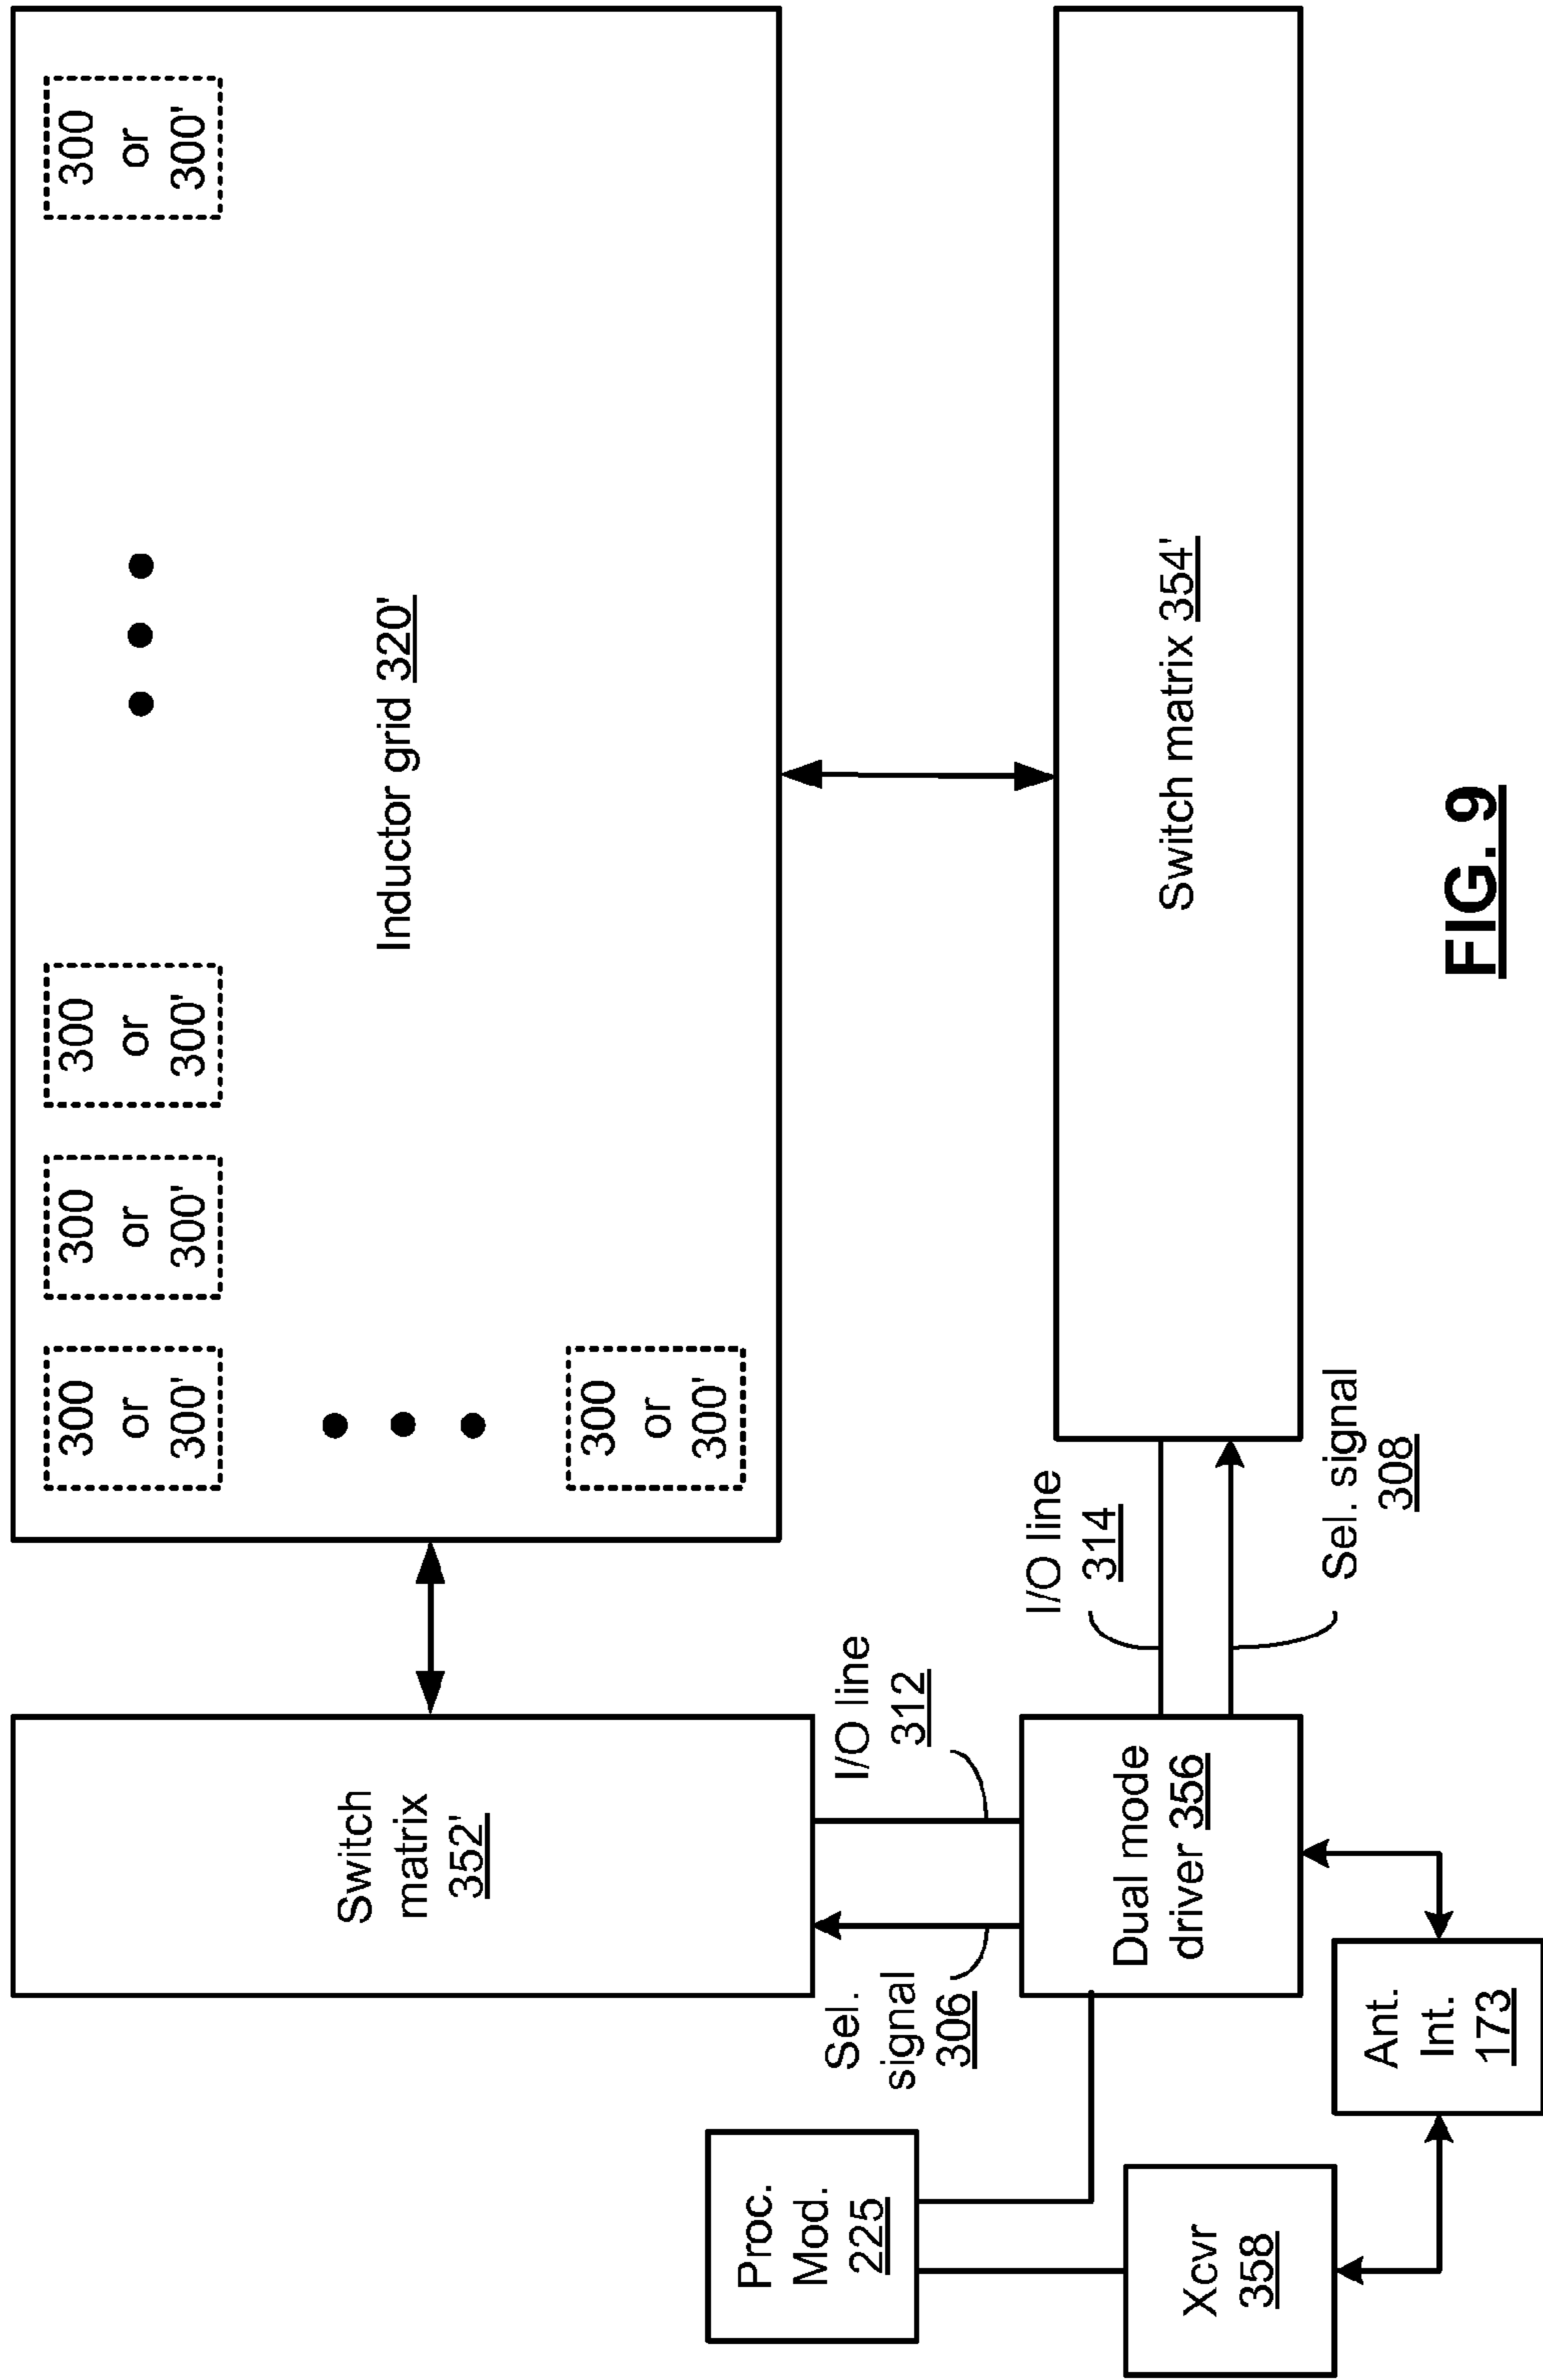 300
or
300'
300
or
300'
300
or
300'
300
or
300'
Switch
matrix
352'
Inductor grid 320'
300
or
300'
Sel.
signal
306
I/O line
312
Proc.
Mod.
225
Dual mode
driver 356
I/O line
314
Switch matrix 354'
Sel. signal
308
Xcvr
358
Ant.
Int.
173
FIG. 9